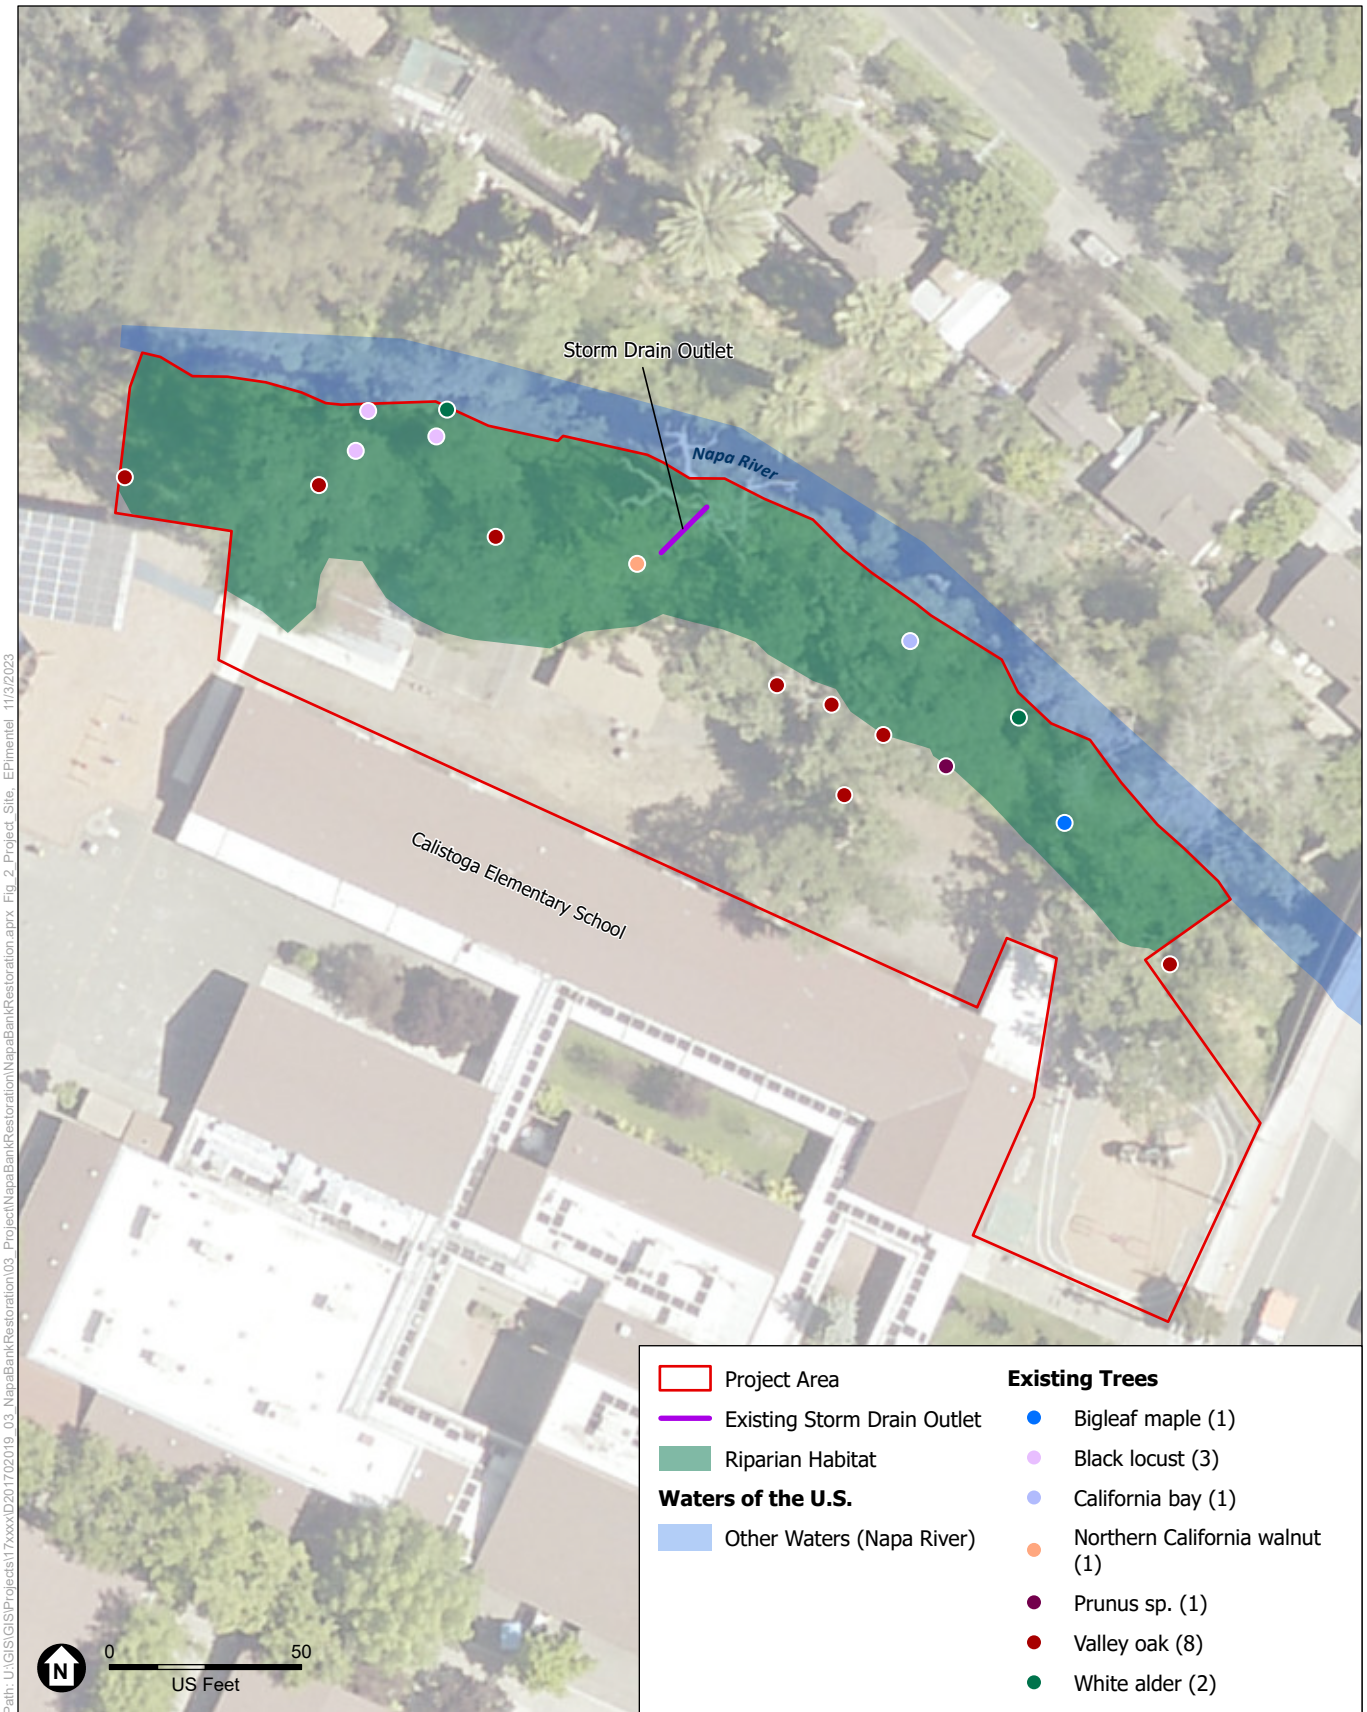 Storm Drain Outlet
Napa River
Calistoga Elementary School
Path: U:\GIS\GIS\Projects\17xxxx\D201702019_03_NapaBankRestoration\03_Project\NapaBankRestoration\NapaBankRestoration.aprx Fig_2_Project_Site, EPimentel 11/3/2023
Project Area
Existing Storm Drain Outlet
Riparian Habitat
Waters of the U.S.
Other Waters (Napa River)
Existing Trees
Bigleaf maple (1)
Black locust (3)
California bay (1)
Northern California walnut
(1)
Prunus sp. (1)
Valley oak (8)
White alder (2)
N
0 50
US Feet